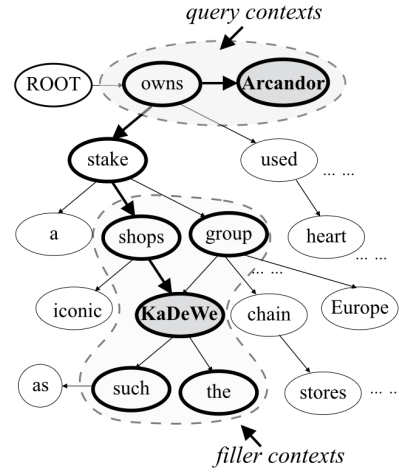 query contexts
ROOT owns Arcandor
stake used ... ...
a shops group heart
... ... ... ...
iconic KaDeWe chain Europe
as such the stores ... ..
filler contexts